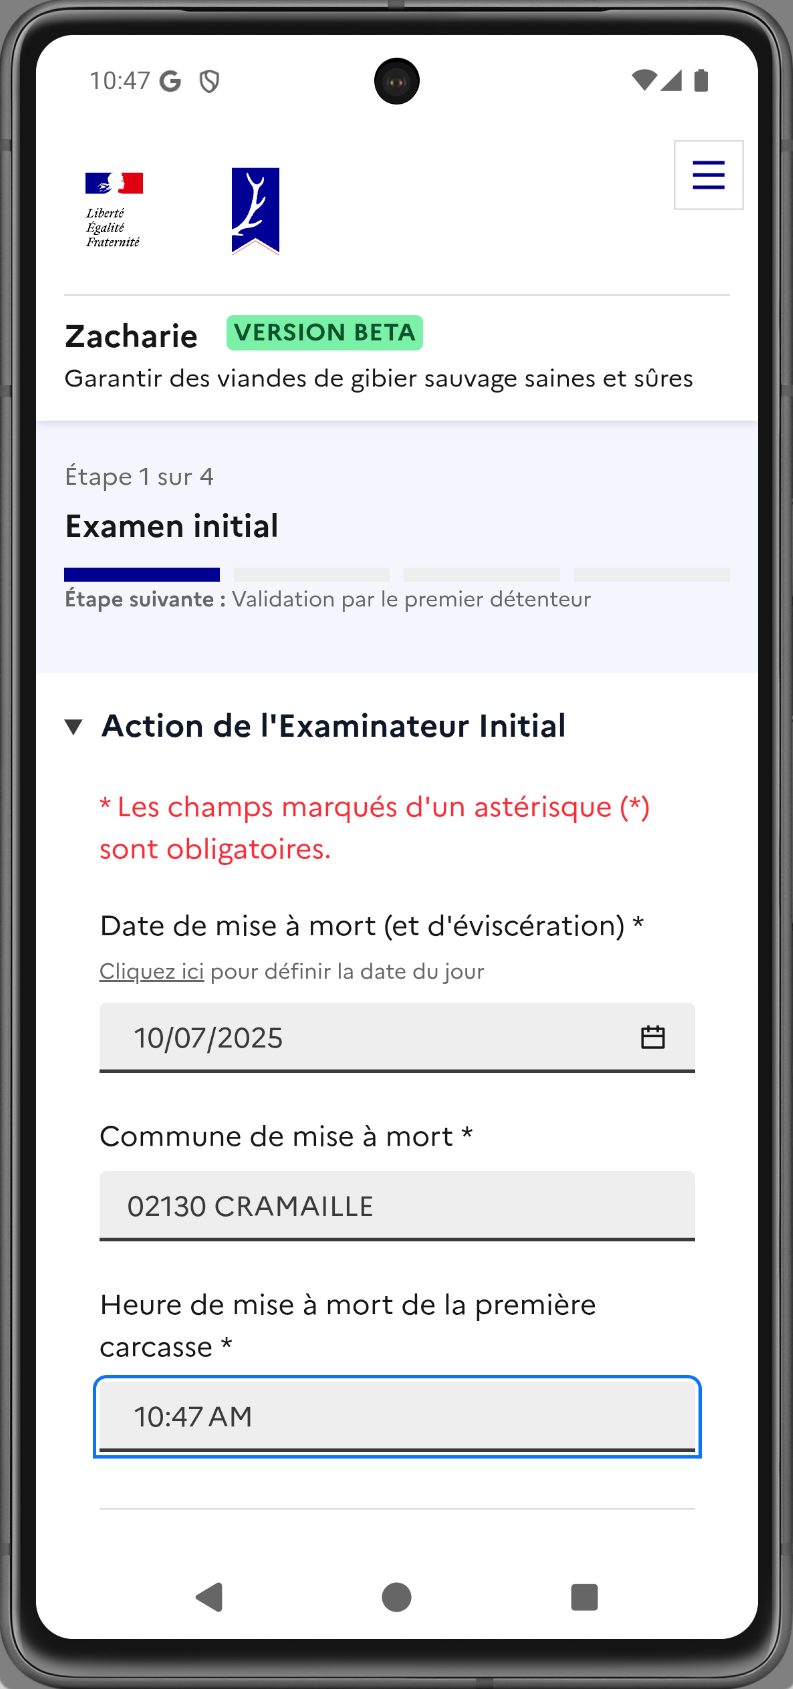 10:47
Liberté
Égalité
Fraternité
Zacharie VERSION BETA
Garantir des viandes de gibier sauvage saines et sûres
Étape 1 sur 4
Examen initial
Étape suivante : Validation par le premier détenteur
Action de l'Examinateur Initial
* Les champs marqués d'un astérisque (*)
sont obligatoires.
Date de mise à mort (et d'éviscération) *
Cliquez ici pour définir la date du jour
10/07/2025
Commune de mise à mort *
02130 CRAMAILLE
Heure de mise à mort de la première
carcasse *
10:47 AM